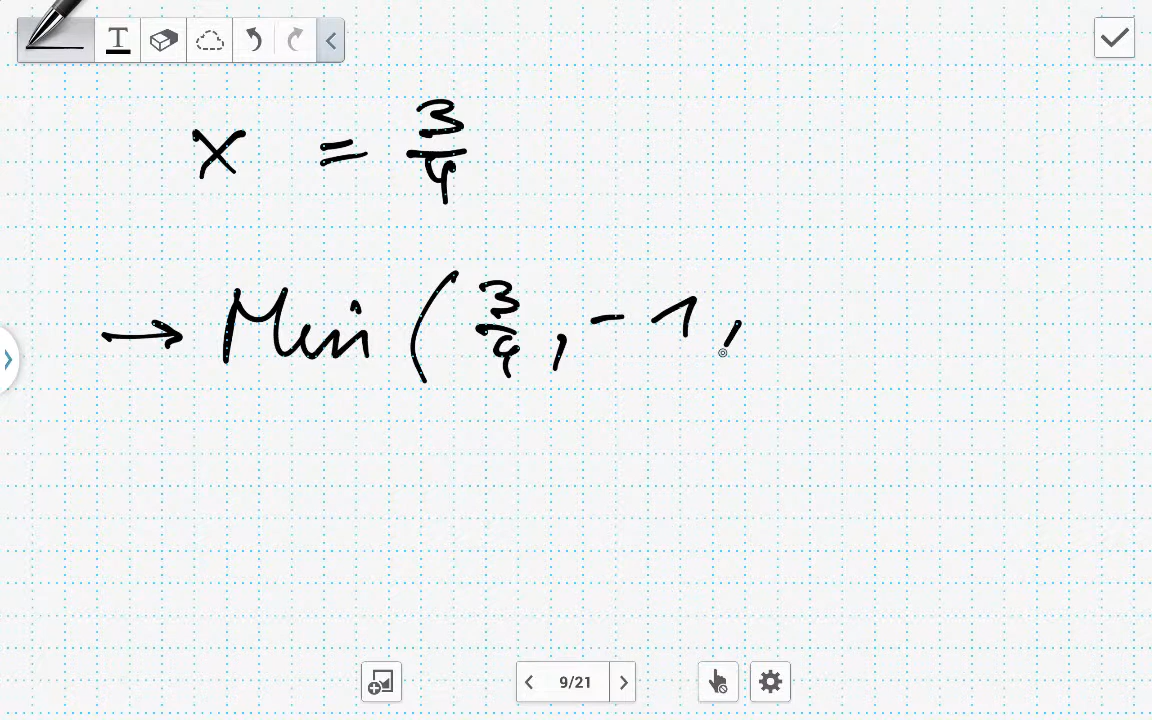 T
x = 3/4
→ Min ( 3/4 , - 1 ,
9/21